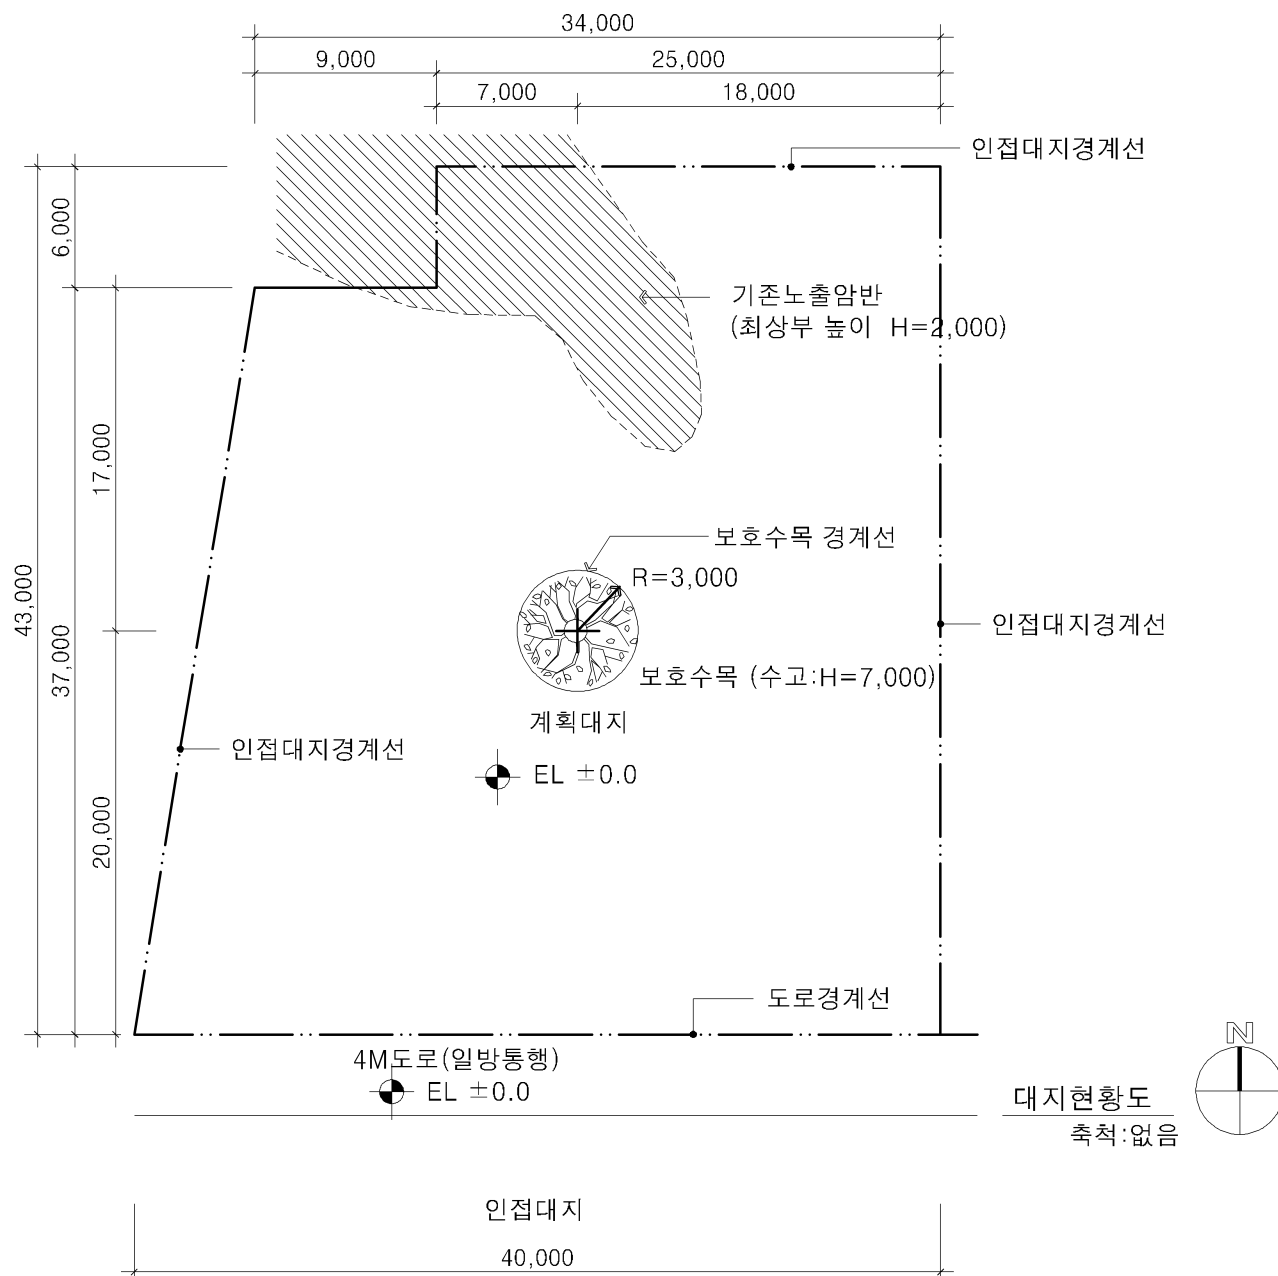 34,000
9,000
25,000
7,000
18,000
인접대지경계선
6,000
기존노출암반
(최상부 높이 H=2,000)
17,000
보호수목 경계선
R=3,000
43,000
37,000
인접대지경계선
보호수목 (수고:H=7,000)
계획대지
인접대지경계선
EL ±0.0
20,000
도로경계선
4M도로(일방통행)
EL ±0.0
N
대지현황도
축척:없음
인접대지
40,000